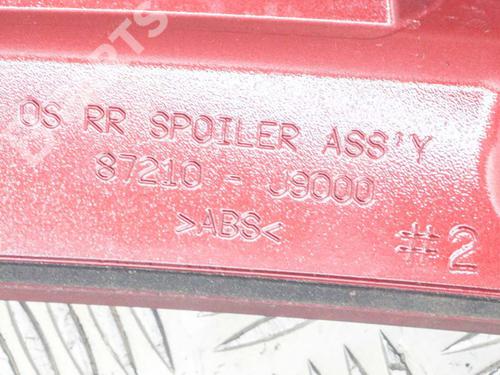 OS RR SPOILER ASS'Y
87210 - J9000
>ABS<
#2